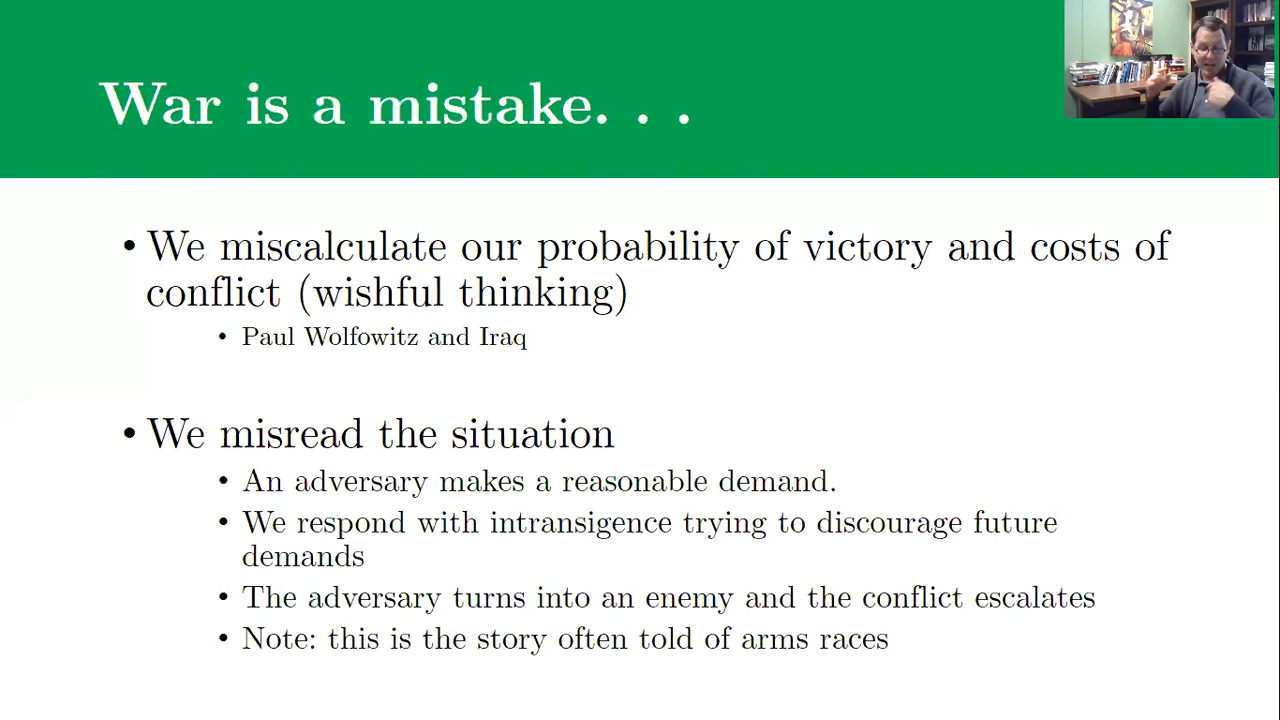 War is a mistake. . .
• We miscalculate our probability of victory and costs of
conflict (wishful thinking)
• Paul Wolfowitz and Iraq
• We misread the situation
• An adversary makes a reasonable demand.
• We respond with intransigence trying to discourage future
demands
• The adversary turns into an enemy and the conflict escalates
• Note: this is the story often told of arms races